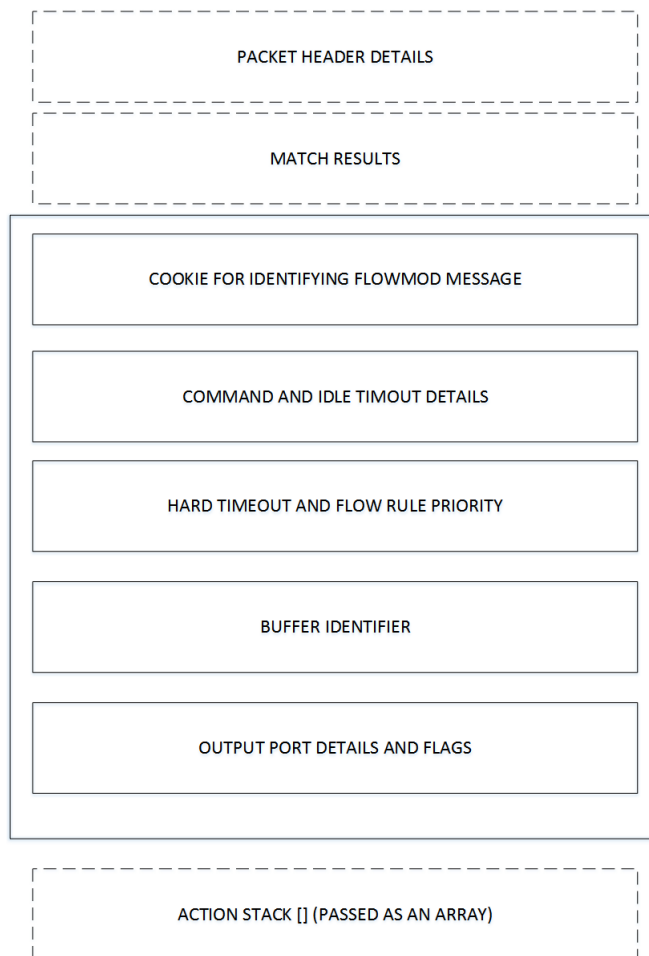 PACKET HEADER DETAILS
MATCH RESULTS
COOKIE FOR IDENTIFYING FLOWMOD MESSAGE
COMMAND AND IDLE TIMOUT DETAILS
HARD TIMEOUT AND FLOW RULE PRIORITY
BUFFER IDENTIFIER
OUTPUT PORT DETAILS AND FLAGS
ACTION STACK [] (PASSED AS AN ARRAY)